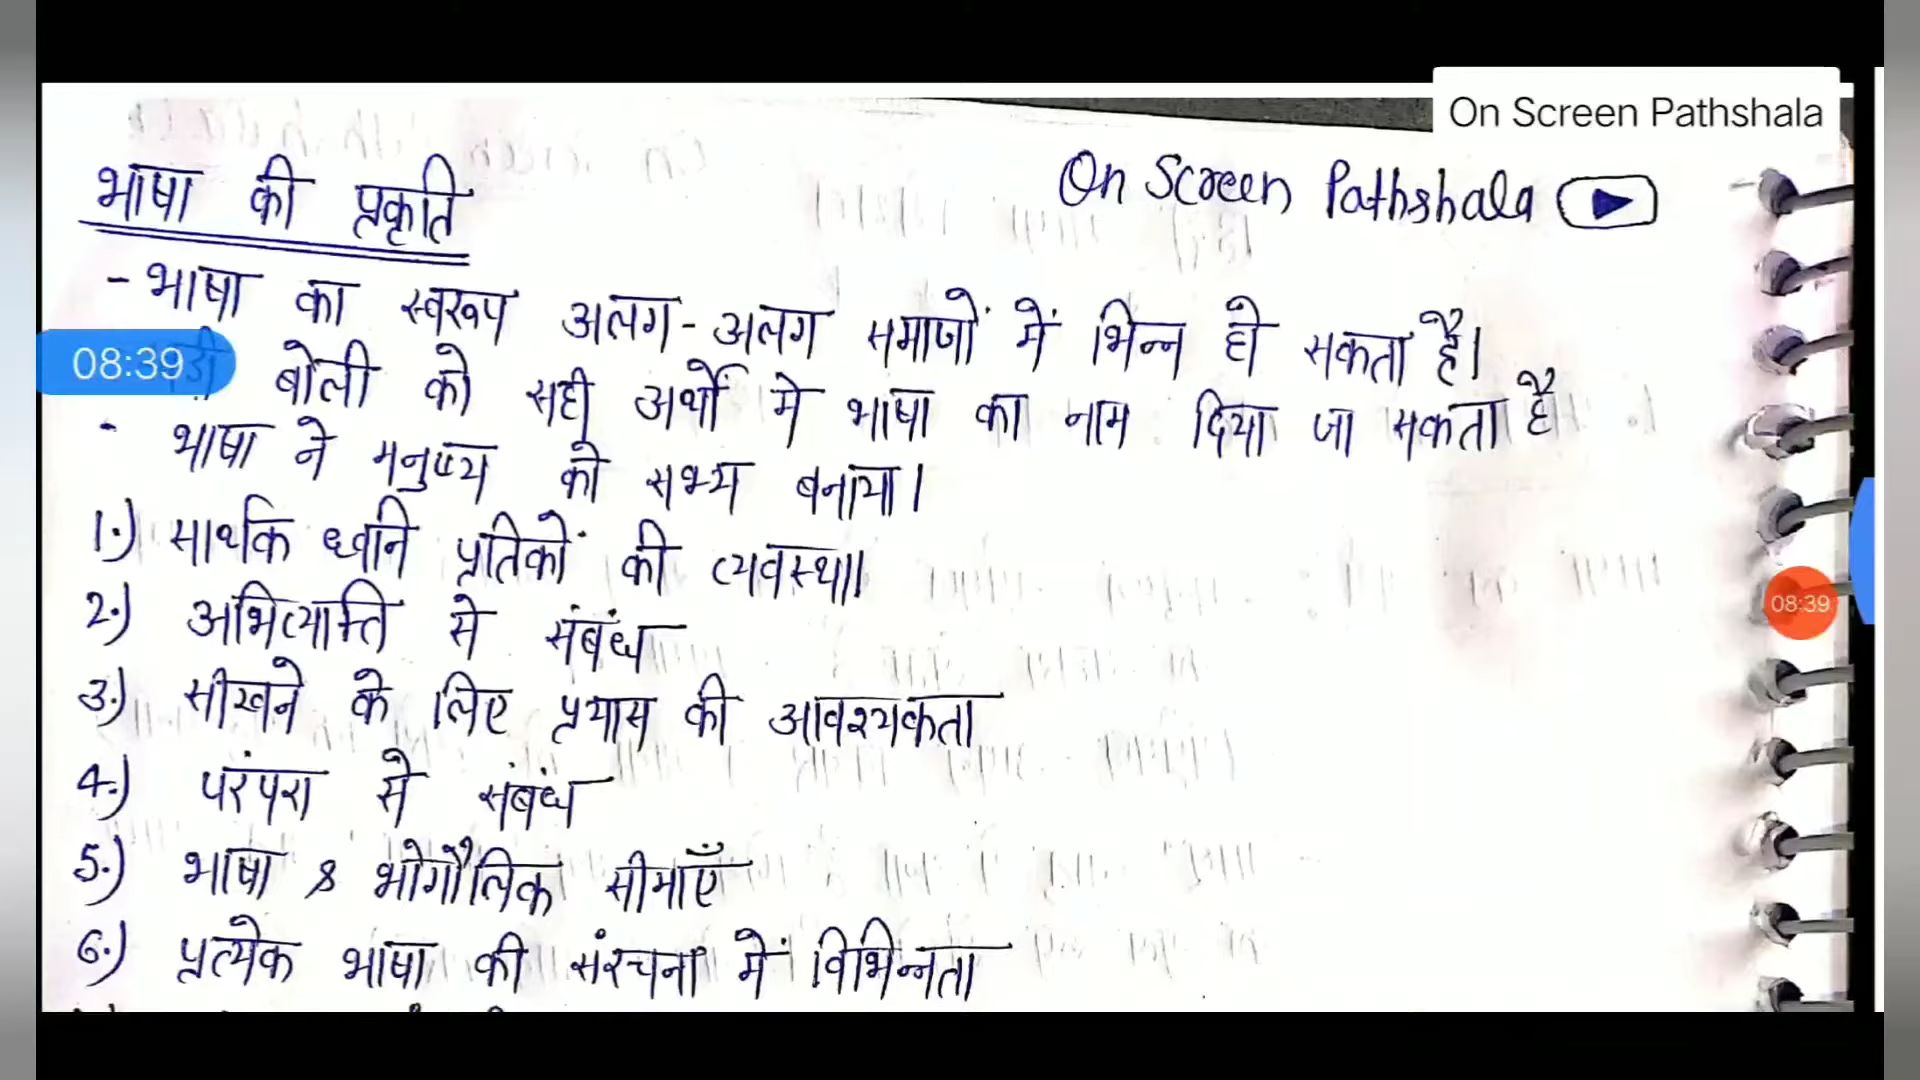 On Screen Pathshala
On Screen Pathshala
भाषा की प्रकृति
- भाषा का स्वरूप अलग-अलग समाजों में भिन्न हो सकता है।
08:39
बोली को सही अर्थो मे भाषा का नाम दिया जा सकता है
भाषा ने मनुष्य को सभ्य बनाया।
1.) सार्थक ध्वनि प्रतिकों की व्यवस्था।
2.) अभिव्यक्ति से संबंध
08:39
3.) सीखने के लिए प्रयास की आवश्यकता
4.) परंपरा से संबंध
5.) भाषा & भोगौलिक सीमाएँ
6.) प्रत्येक भाषा की संरचना में विभिन्नता